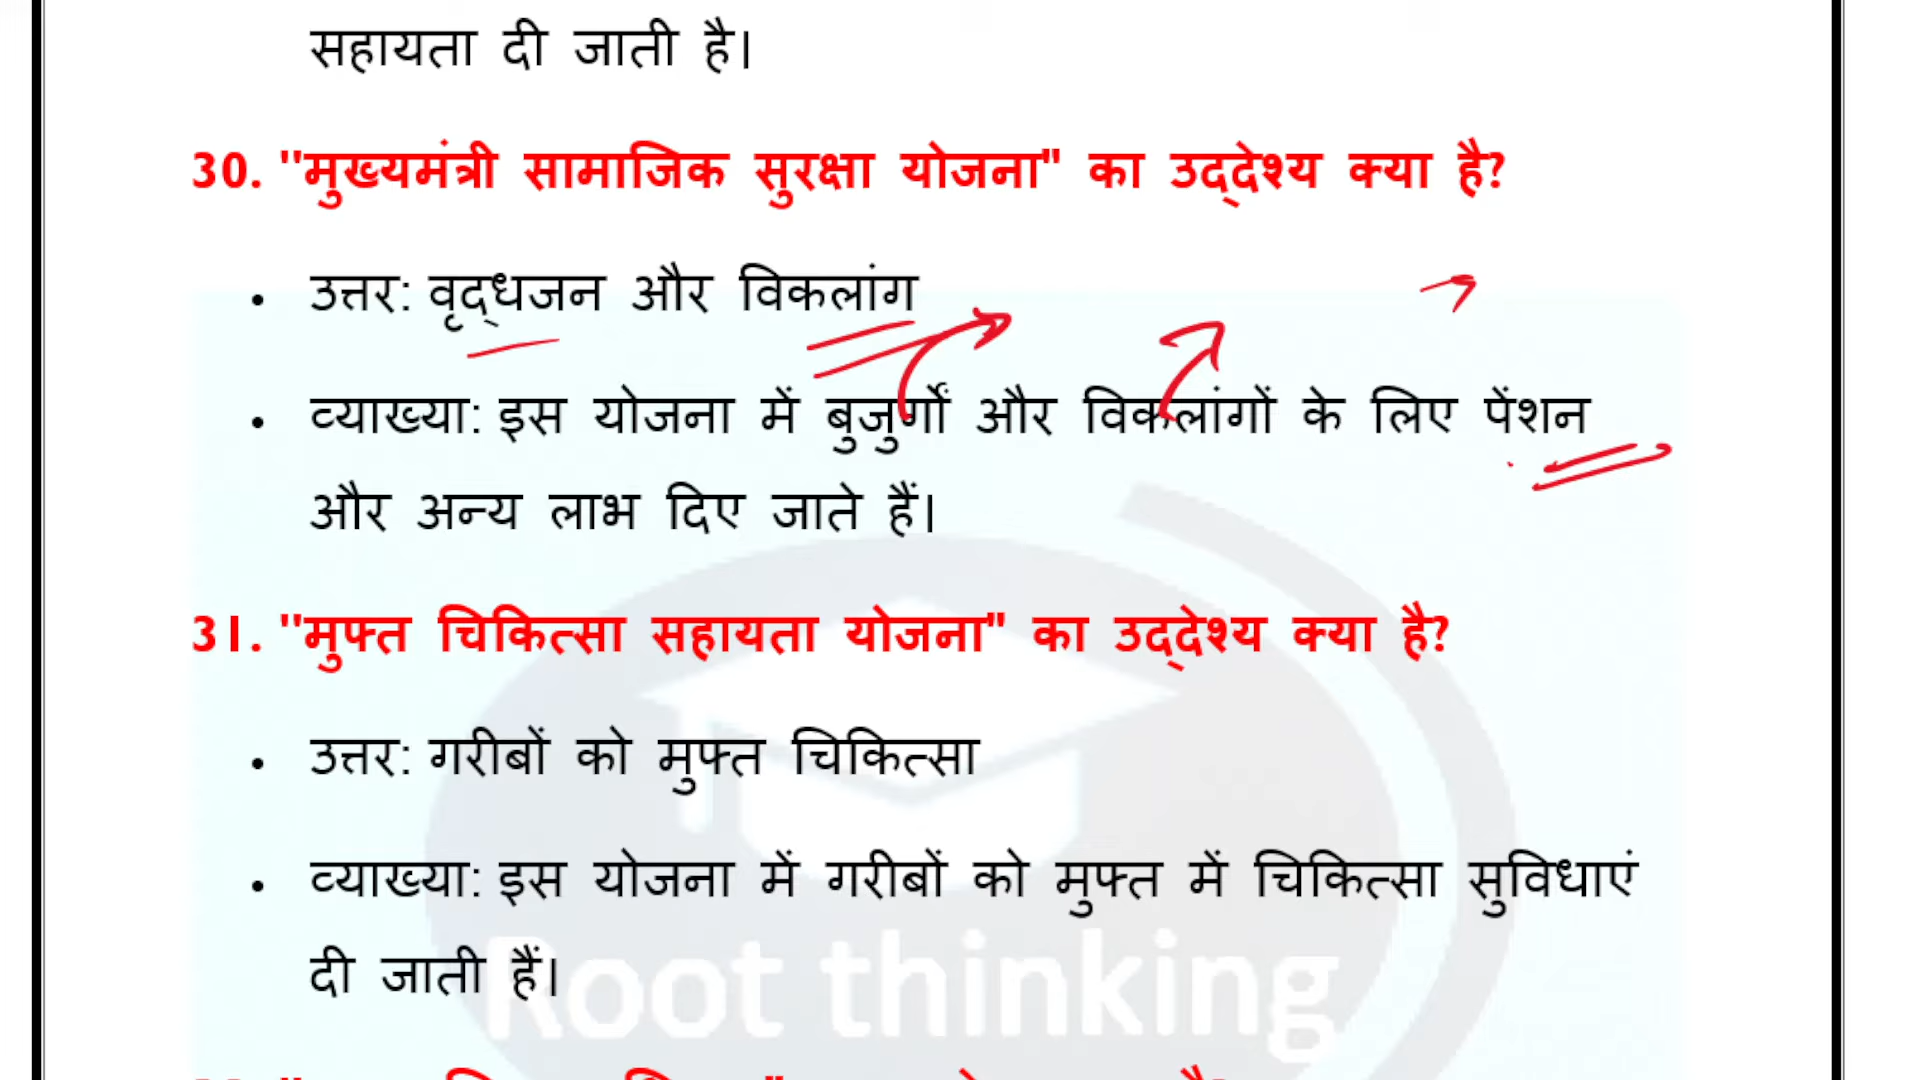 सहायता दी जाती है।
30. "मुख्यमंत्री सामाजिक सुरक्षा योजना" का उद्देश्य क्या है?
• उत्तर: वृद्धजन और विकलांग
• व्याख्या: इस योजना में बुजुर्गों और विकलांगों के लिए पेंशन
और अन्य लाभ दिए जाते हैं।
31. "मुफ्त चिकित्सा सहायता योजना" का उद्देश्य क्या है?
• उत्तर: गरीबों को मुफ्त चिकित्सा
• व्याख्या: इस योजना में गरीबों को मुफ्त में चिकित्सा सुविधाएं
दी जाती हैं।
Root thinking